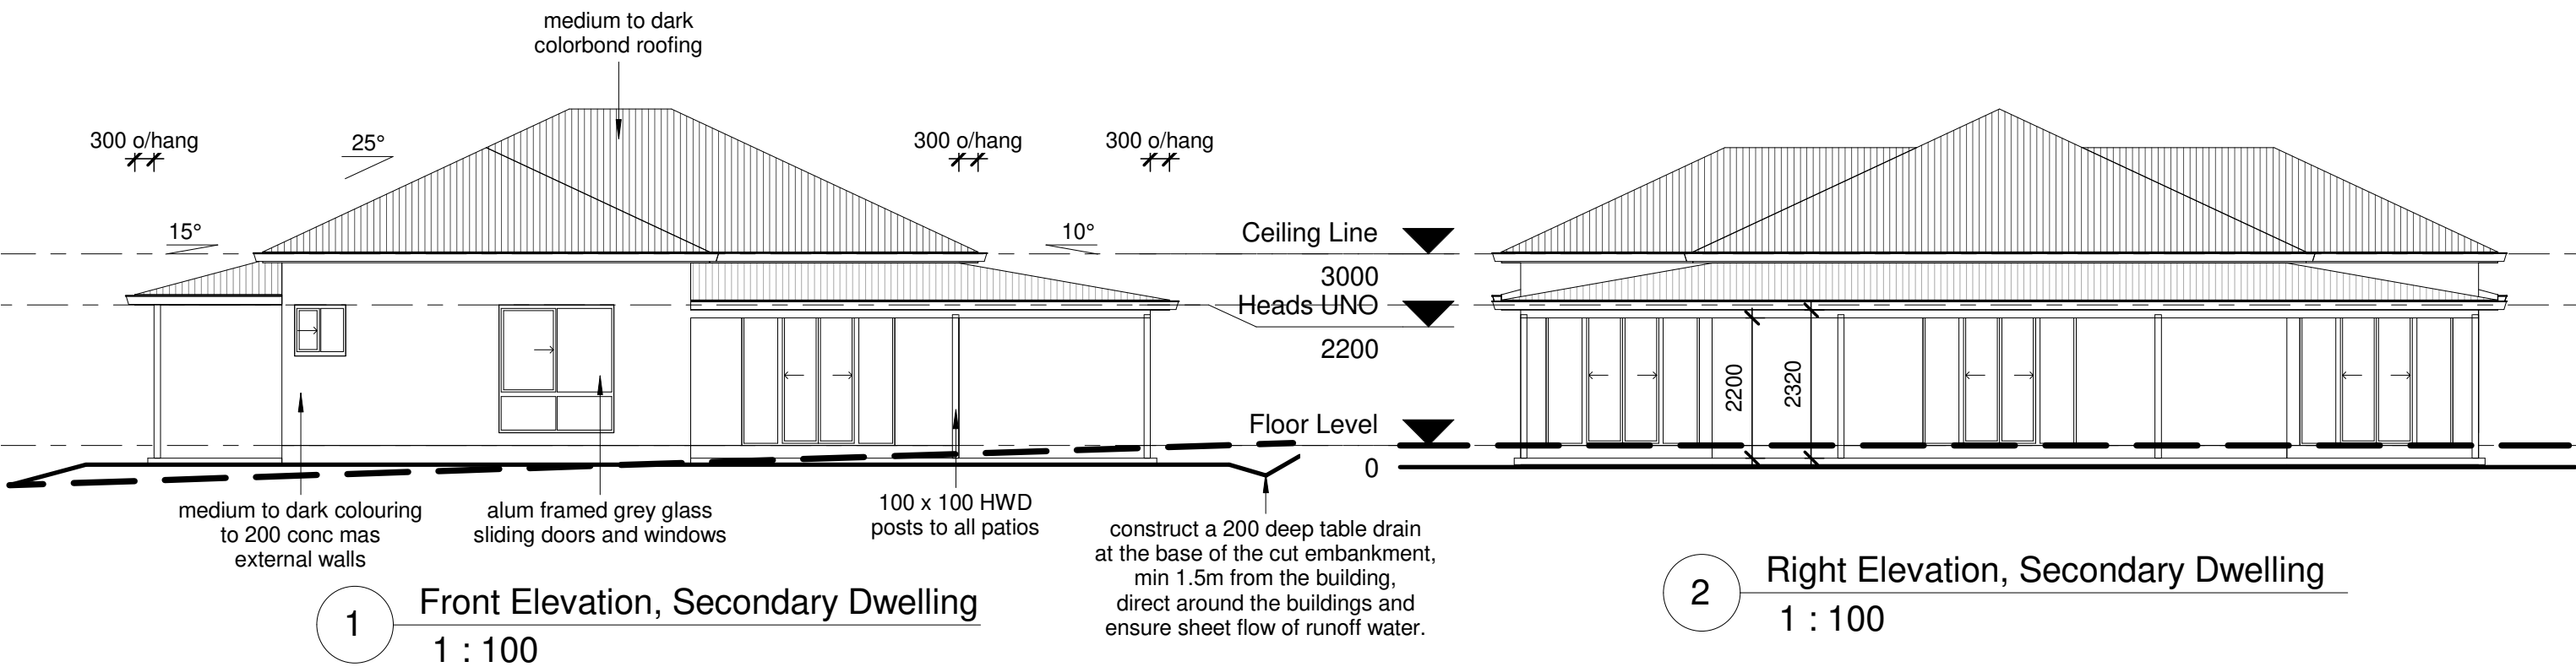 medium to dark
colorbond roofing
300 o/hang
25°
300 o/hang
300 o/hang
15°
10°
Ceiling Line
3000
Heads UNO
2200
2200
2320
Floor Level
0
medium to dark colouring
to 200 conc mas
external walls
alum framed grey glass
sliding doors and windows
100 x 100 HWD
posts to all patios
construct a 200 deep table drain
at the base of the cut embankment,
min 1.5m from the building,
direct around the buildings and
ensure sheet flow of runoff water.
1
Front Elevation, Secondary Dwelling
1 : 100
2
Right Elevation, Secondary Dwelling
1 : 100